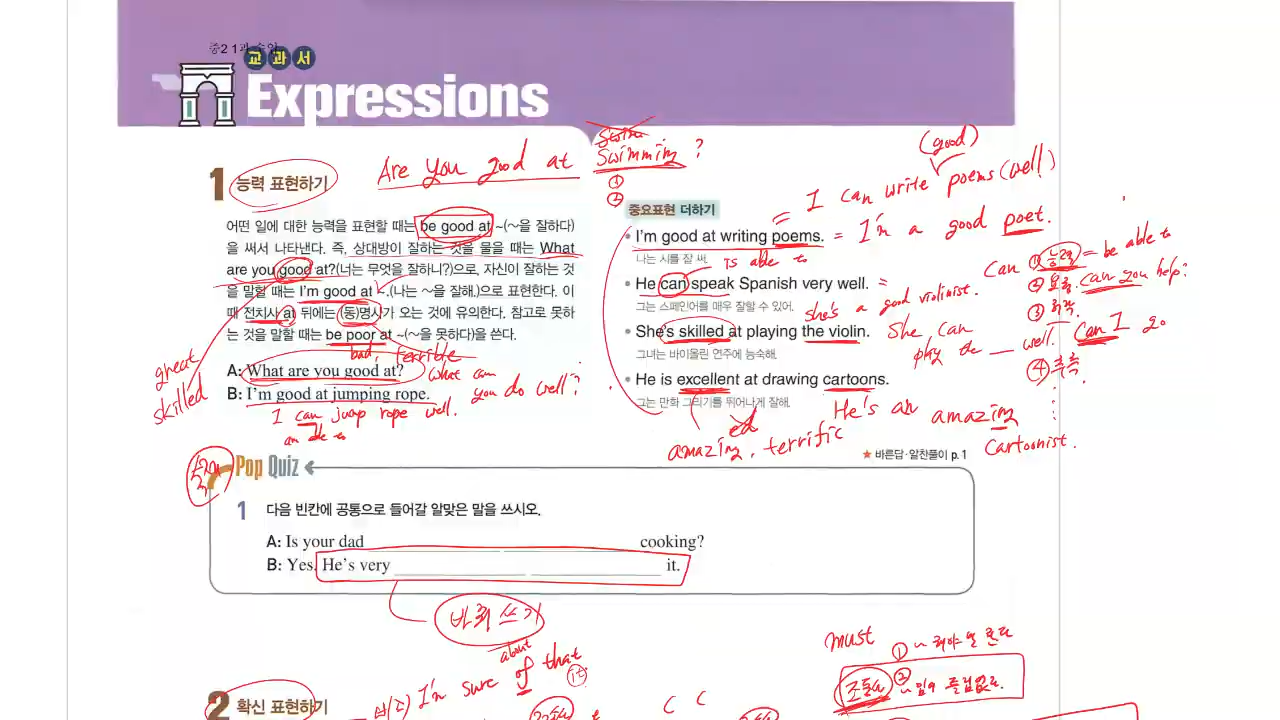 중2 1과 수업
교과서
Expressions
Are you good at swimming?
①
②
1 능력 표현하기
어떤 일에 대한 능력을 표현할 때는 be good at ~(~을 잘하다)
을 써서 나타낸다. 즉, 상대방이 잘하는 것을 물을 때는 What
are you good at?(너는 무엇을 잘하니?)으로, 자신이 잘하는 것
을 말할 때는 I'm good at ~.(나는 ~을 잘해.)으로 표현한다. 이
때 전치사 at 뒤에는 (동)명사가 오는 것에 유의한다. 참고로 못하
는 것을 말할 때는 be poor at ~(~을 못하다)을 쓴다.
bad, terrible
great
skilled
A: What are you good at?
What can you do well?
B: I'm good at jumping rope.
I can jump rope well.
am able to
중요표현 더하기
(good)
= I can write poems (well)
• I'm good at writing poems. = I'm a good poet.
나는 시를 잘 써.
is able to
• He can speak Spanish very well. =
그는 스페인어를 매우 잘할 수 있어.
she's a good violinist.
• She's skilled at playing the violin.
She can play the __ well.
그녀는 바이올린 연주에 능숙해.
• He is excellent at drawing cartoons.
그는 만화 그리기를 뛰어나게 잘해.
He's an amazing cartoonist.
amazing, terrific
ed
Can ① 능력 = be able to
② 요청. Can you help?
③ 허락
Can I go
④ 추측
★ 바른답·알찬풀이 p.1
Pop Quiz
1 다음 빈칸에 공통으로 들어갈 알맞은 말을 쓰시오.
A: Is your dad ____ cooking?
B: Yes. He's very ____ ____ it.
바꿔 쓰기
2 확신 표현하기
about
I'm sure of that
(it)
must
① ~해야만 한다
조동사
② ~임에 틀림없다.